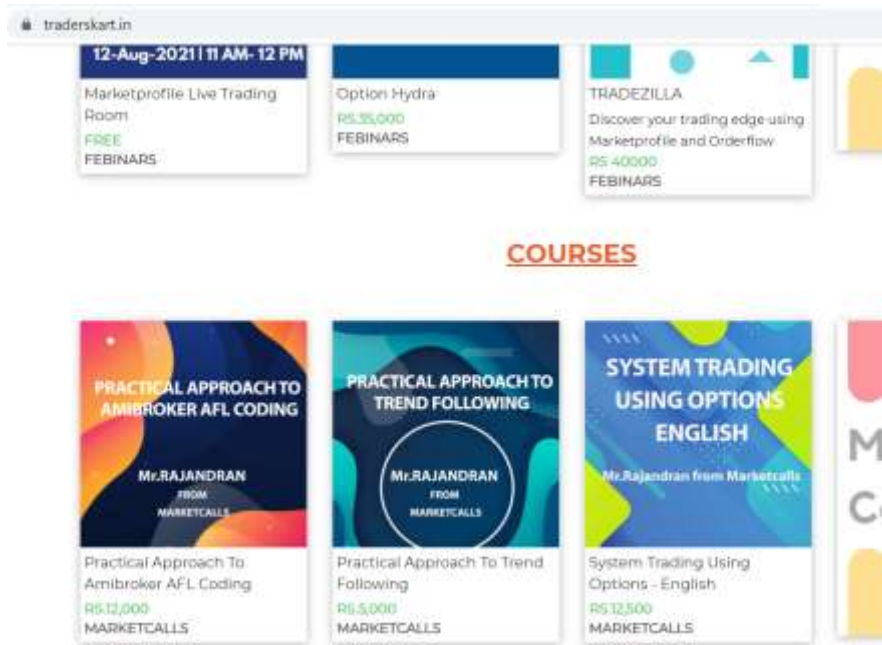 traderskart.in
12-Aug-2021 | 11 AM- 12 PM
Marketprofile Live Trading
Room
FREE
FEBINARS
Option Hydra
RS.35,000
FEBINARS
TRADEZILLA
Discover your trading edge using
Marketprofile and Orderflow
RS 40000
FEBINARS
COURSES
PRACTICAL APPROACH TO
AMIBROKER AFL CODING
Mr.RAJANDRAN
FROM
MARKETCALLS
Practical Approach To
Amibroker AFL Coding
RS.12,000
MARKETCALLS
PRACTICAL APPROACH TO
TREND FOLLOWING
Mr.RAJANDRAN
FROM
MARKETCALLS
Practical Approach To Trend
Following
RS.5,000
MARKETCALLS
SYSTEM TRADING
USING OPTIONS
ENGLISH
Mr.Rajandran from Marketcalls
System Trading Using
Options - English
RS 12,500
MARKETCALLS
M
C